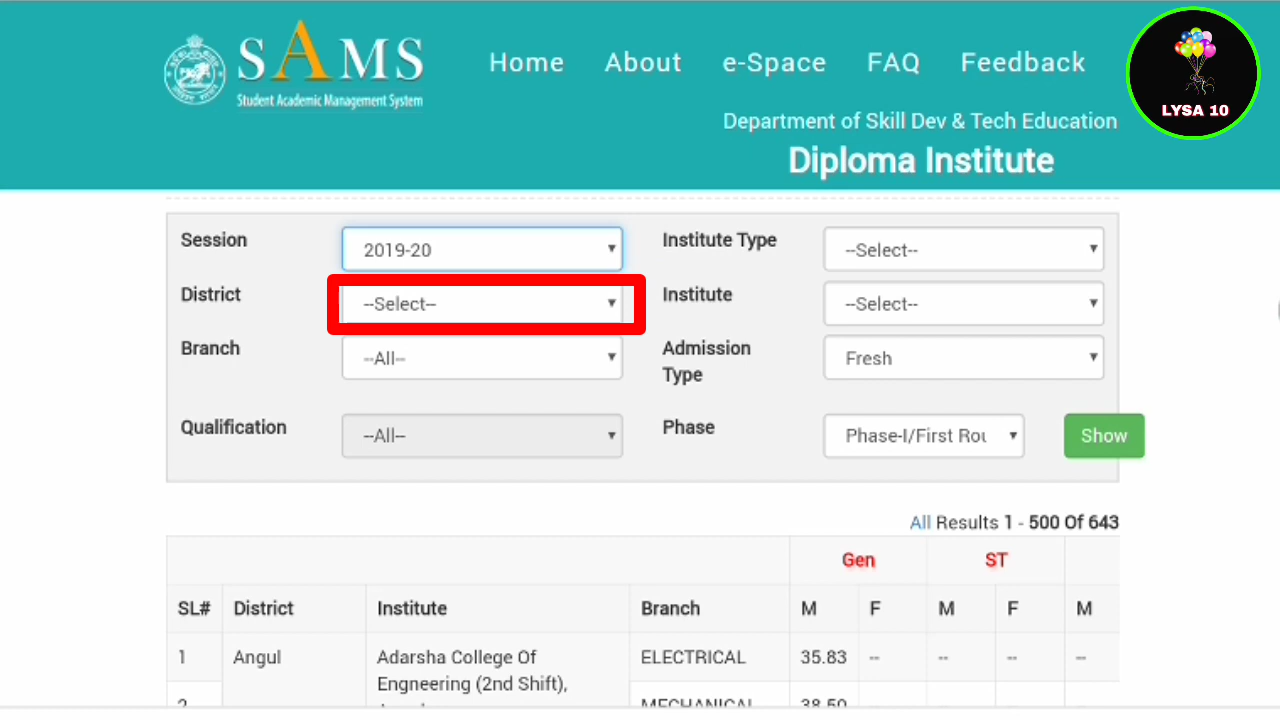 SAMS
Student Academic Management System
Home About e-Space FAQ Feedback
LYSA 10
Department of Skill Dev & Tech Education
Diploma Institute
Session 2019-20 Institute Type --Select--
District --Select-- Institute --Select--
Branch --All-- Admission Type Fresh
Qualification --All-- Phase Phase-I/First Rou Show
All Results 1 - 500 Of 643
Gen ST
SL# District Institute Branch M F M F M
1 Angul Adarsha College Of ELECTRICAL 35.83 -- -- -- --
Engneering (2nd Shift),
2 MECHANICAL 38.50